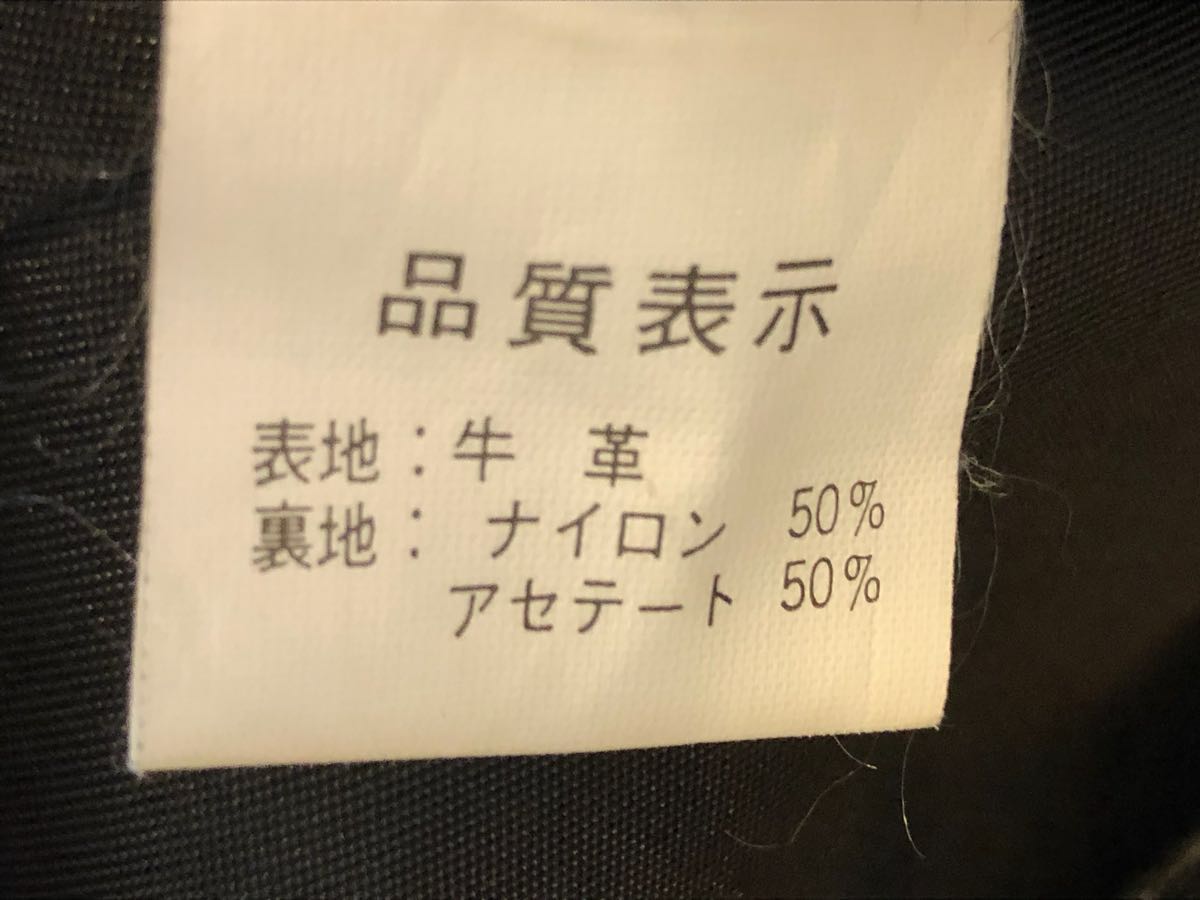 品質表示
表地：牛 革
裏地：ナイロン 50%
アセテート 50%